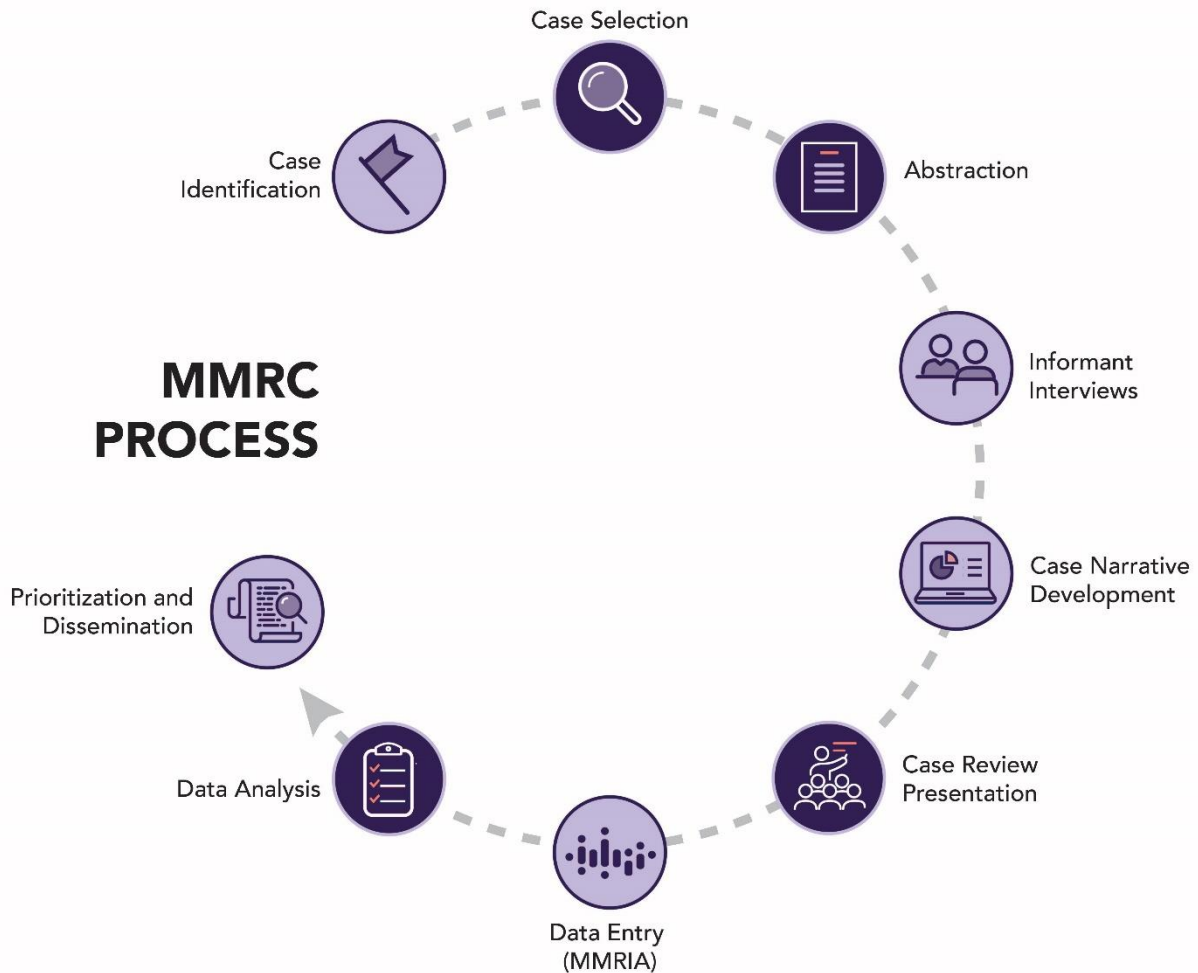 Case Selection
Case
Identification
Abstraction
Informant
Interviews
MMRC
PROCESS
Case Narrative
Development
Prioritization and
Dissemination
Case Review
Presentation
Data Analysis
Data Entry
(MMRIA)